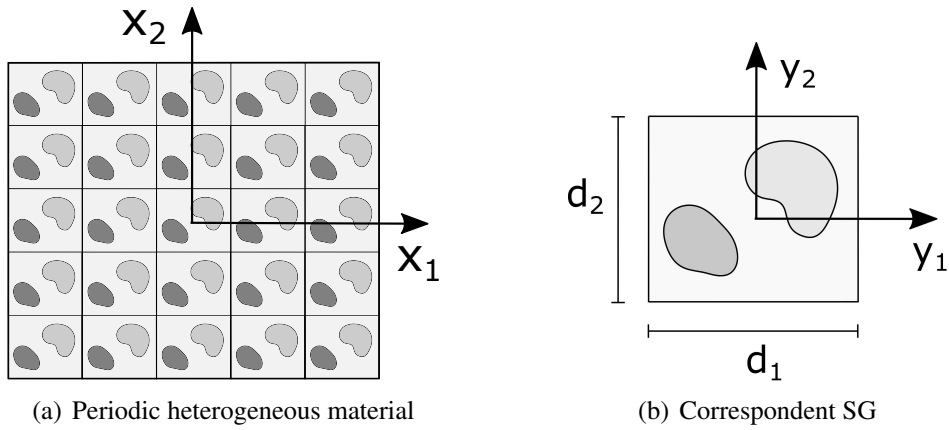 x₂
x₁
(a) Periodic heterogeneous material
y₂
d₂
y₁
d₁
(b) Correspondent SG